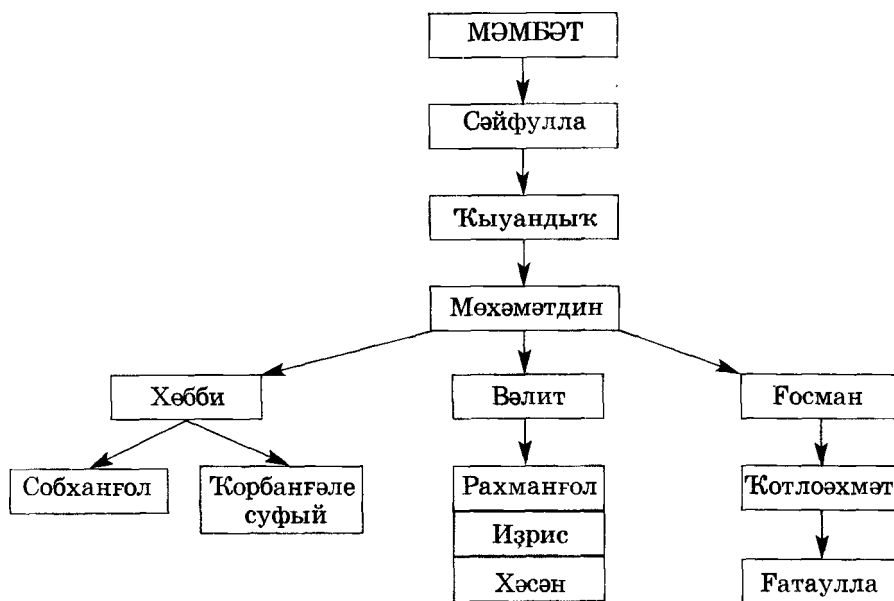 МӘМБӘТ
Сәйфулла
Ҡыуандыҡ
Мөхәмәтдин
Хөбби
Вәлит
Ғосман
Собханғол
Ҡорбанғәле
суфый
Рахманғол
Ҡотлоәхмәт
Иҙрис
Хәсән
Ғатаулла